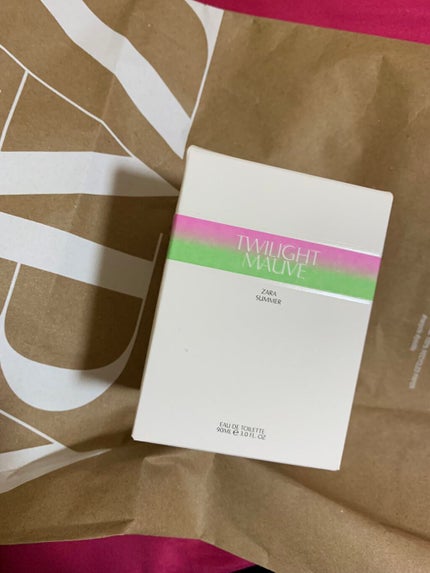 TWILIGHT
MAUVE
ZARA
SUMMER
EAU DE TOILETTE
90ML ℮ 3.0 FL. OZ